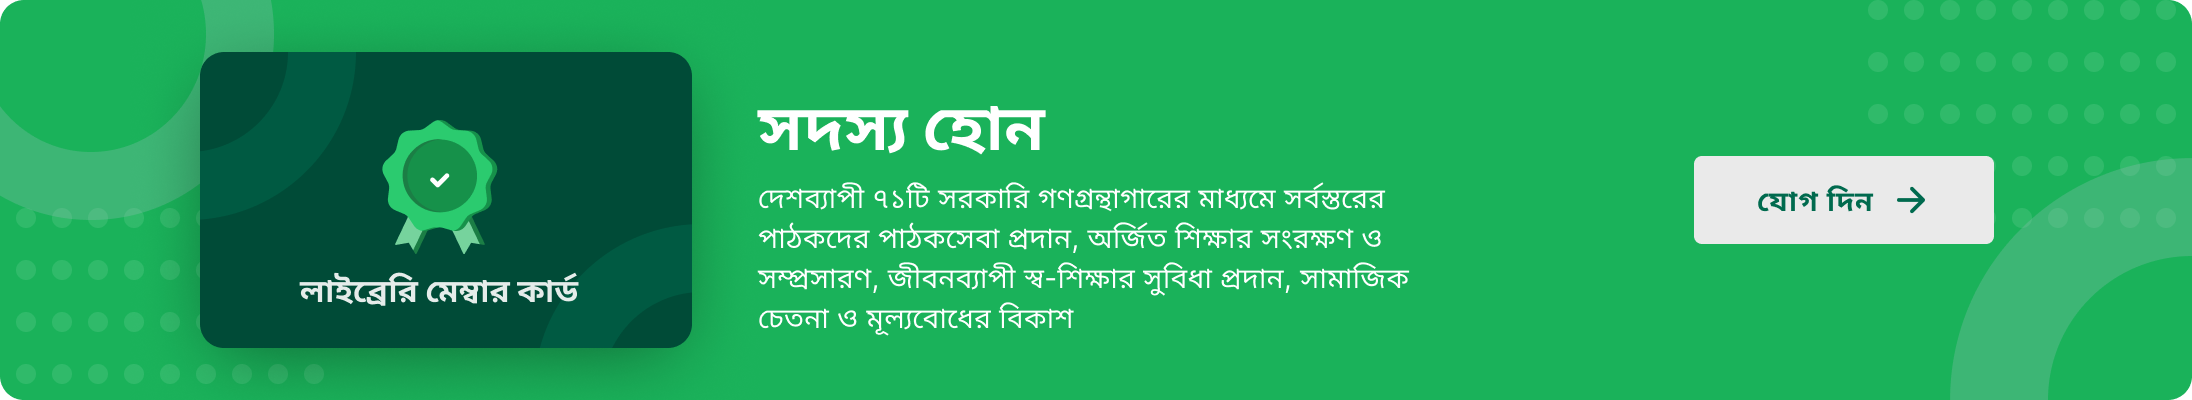 লাইব্রেরি মেম্বার কার্ড
সদস্য হোন
দেশব্যাপী ৭১টি সরকারি গণগ্রন্থাগারের মাধ্যমে সর্বস্তরের
পাঠকদের পাঠকসেবা প্রদান, অর্জিত শিক্ষার সংরক্ষণ ও
সম্প্রসারণ, জীবনব্যাপী স্ব-শিক্ষার সুবিধা প্রদান, সামাজিক
চেতনা ও মূল্যবোধের বিকাশ
যোগ দিন